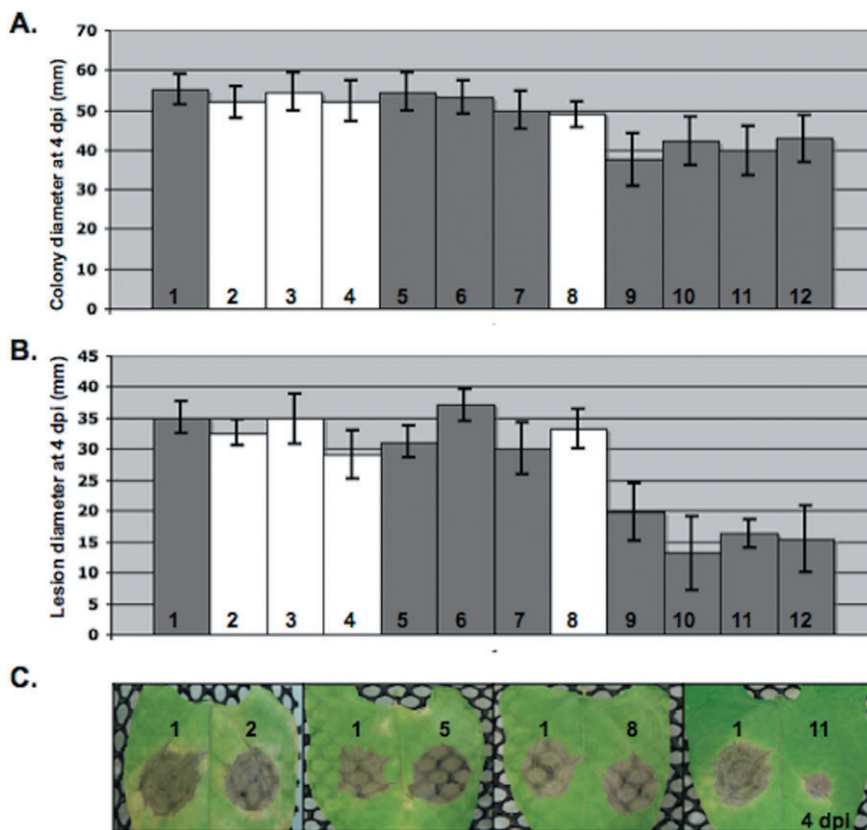 A.
Colony diameter at 4 dpi (mm)
70
60
50
40
30
20
10
0
1 2 3 4 5 6 7 8 9 10 11 12
B.
Lesion diameter at 4 dpi (mm)
45
40
35
30
25
20
15
10
5
0
1 2 3 4 5 6 7 8 9 10 11 12
C.
1 2 1 5 1 8 1 11
4 dpi